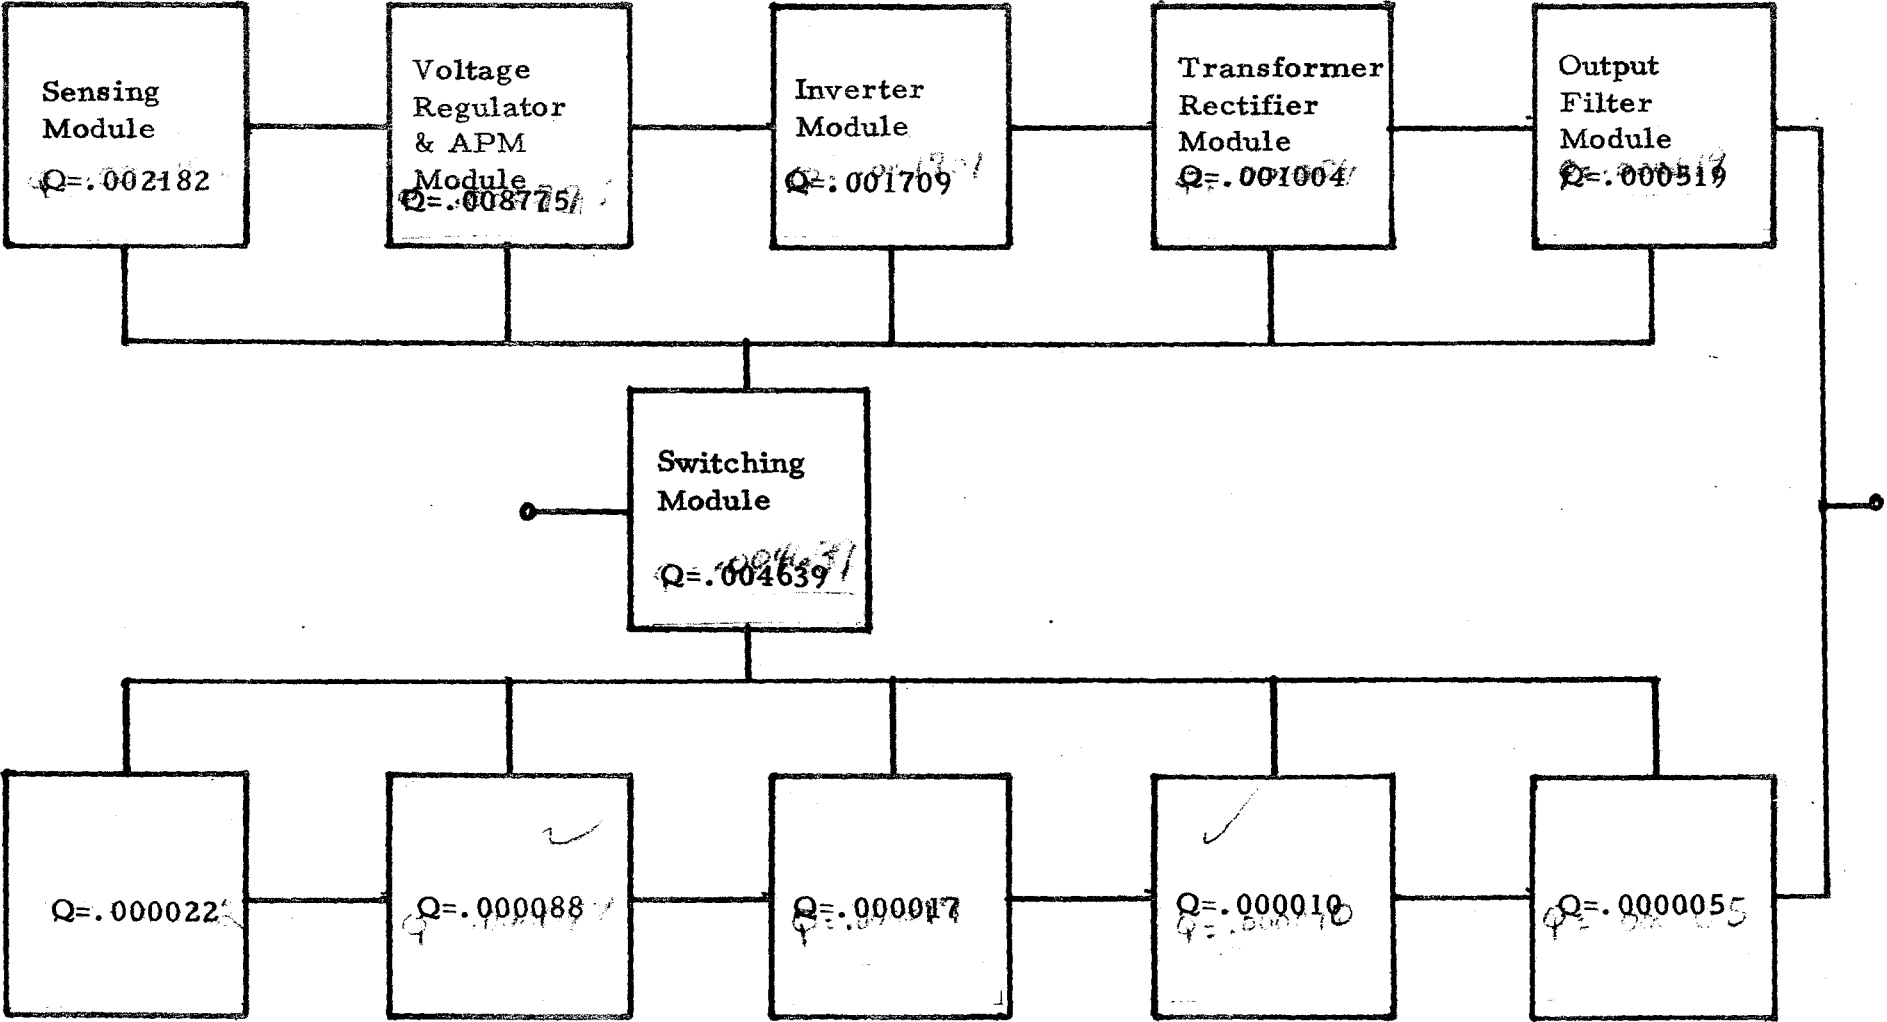 Sensing
Module
Q=.002182
Voltage
Regulator
& APM
Module
Q=.008775
Inverter
Module
Q=.001709
Transformer
Rectifier
Module
Q=.001004
Output
Filter
Module
Q=.000519
Switching
Module
Q=.004639
Q=.000022
Q=.000088
Q=.000017
Q=.000010
Q=.000005